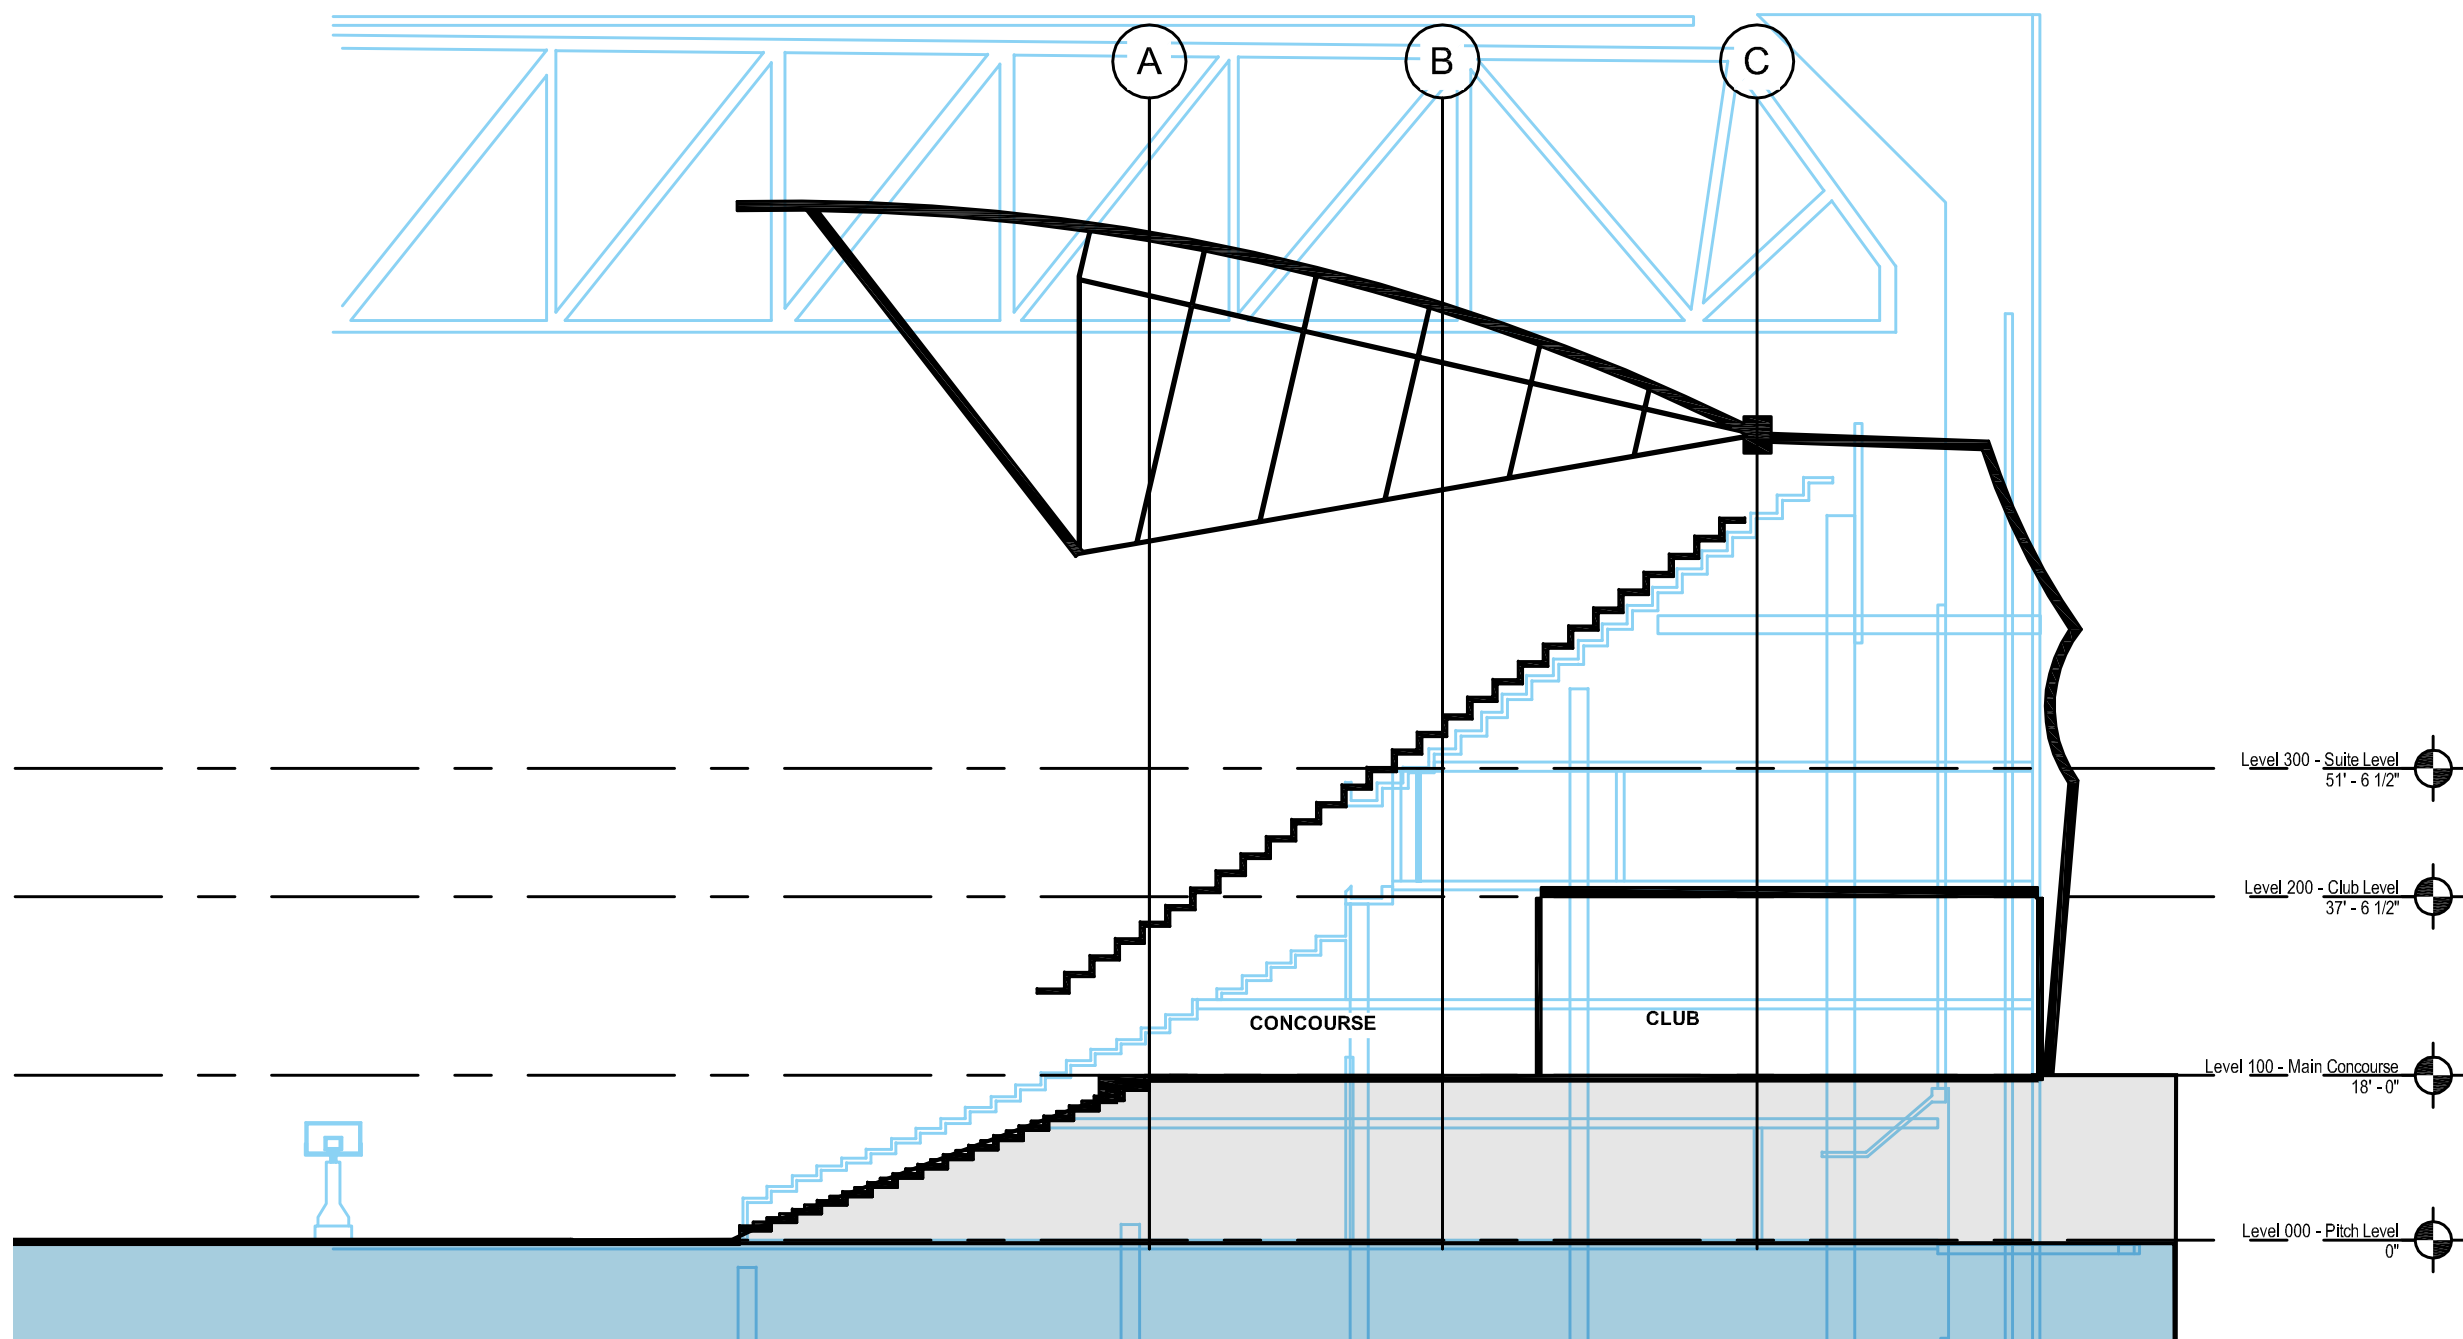 A
B
C
Level 300 - Suite Level
51' - 6 1/2"
Level 200 - Club Level
37' - 6 1/2"
CONCOURSE
CLUB
Level 100 - Main Concourse
18' - 0"
Level 000 - Pitch Level
0"